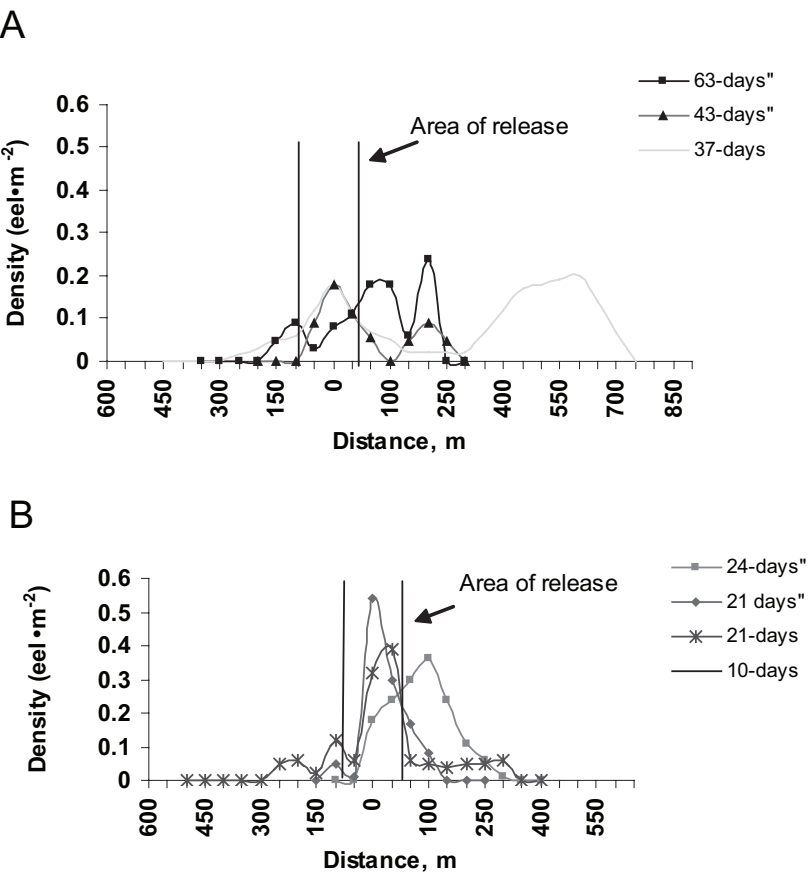 A
63-days"
43-days"
37-days
Area of release
Density (eel•m⁻²)
0.6
0.5
0.4
0.3
0.2
0.1
0
600 450 300 150 0 100 250 400 550 700 850
Distance, m
B
24-days"
21 days"
21-days
10-days
Area of release
Density (eel•m⁻²)
0.6
0.5
0.4
0.3
0.2
0.1
0
600 450 300 150 0 100 250 400 550
Distance, m